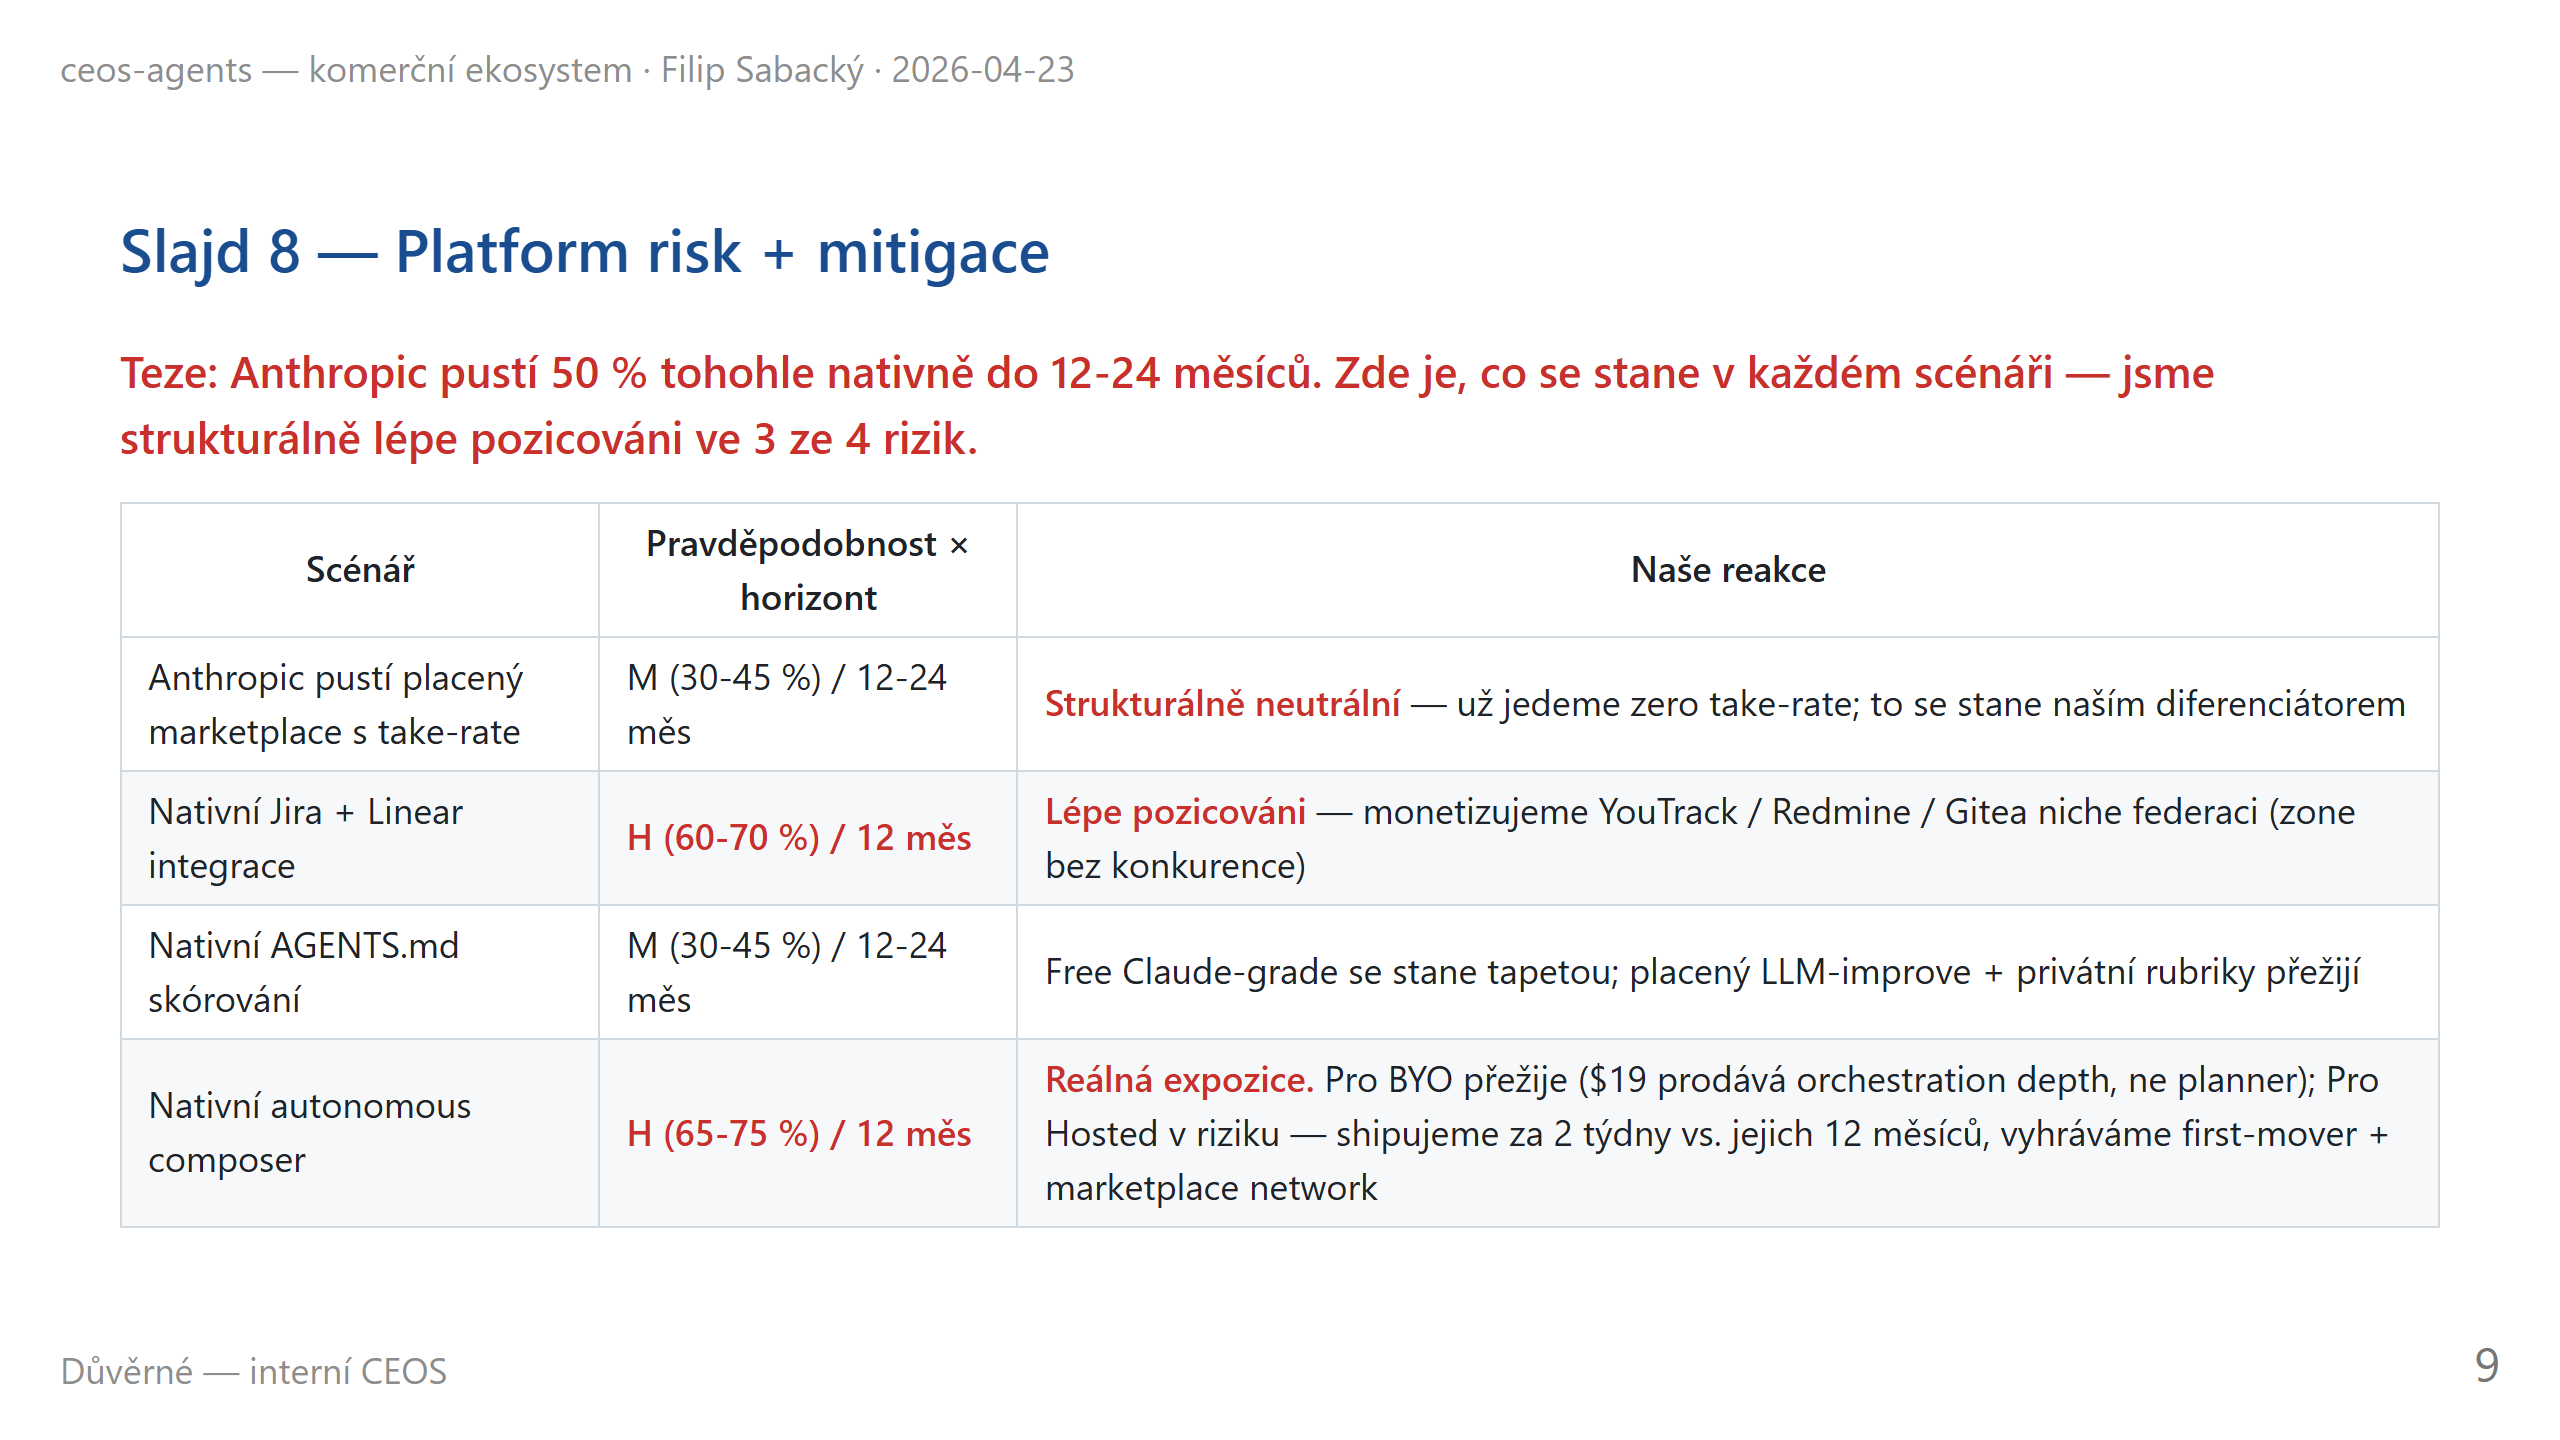 ceos-agents — komerční ekosystem · Filip Sabacký · 2026-04-23
Slajd 8 — Platform risk + mitigace
Teze: Anthropic pustí 50 % tohohle nativně do 12-24 měsíců. Zde je, co se stane v každém scénáři — jsme
strukturálně lépe pozicováni ve 3 ze 4 rizik.
Scénář
Pravděpodobnost ×
horizont
Naše reakce
Anthropic pustí placený
marketplace s take-rate
M (30-45 %) / 12-24
měs
Strukturálně neutrální — už jedeme zero take-rate; to se stane naším diferenciátorem
Nativní Jira + Linear
integrace
H (60-70 %) / 12 měs
Lépe pozicováni — monetizujeme YouTrack / Redmine / Gitea niche federaci (zone
bez konkurence)
Nativní AGENTS.md
skórování
M (30-45 %) / 12-24
měs
Free Claude-grade se stane tapetou; placený LLM-improve + privátní rubriky přežijí
Nativní autonomous
composer
H (65-75 %) / 12 měs
Reálná expozice. Pro BYO přežije ($19 prodává orchestration depth, ne planner); Pro
Hosted v riziku — shipujeme za 2 týdny vs. jejich 12 měsíců, vyhráváme first-mover +
marketplace network
Důvěrné — interní CEOS
9